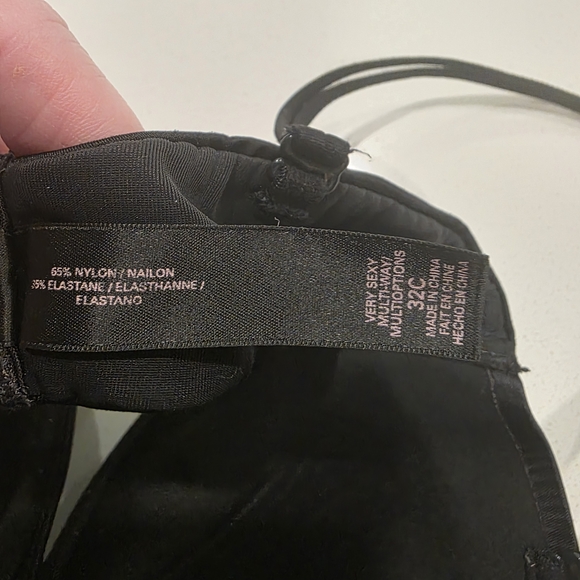 65% NYLON / NAILON
35% ELASTANE / ELASTHANNE /
ELASTANO
VERY SEXY
MULTI-WAY/
MULTIOPTIONS
32C
MADE IN CHINA
FAIT EN CHINE
HECHO EN CHINA